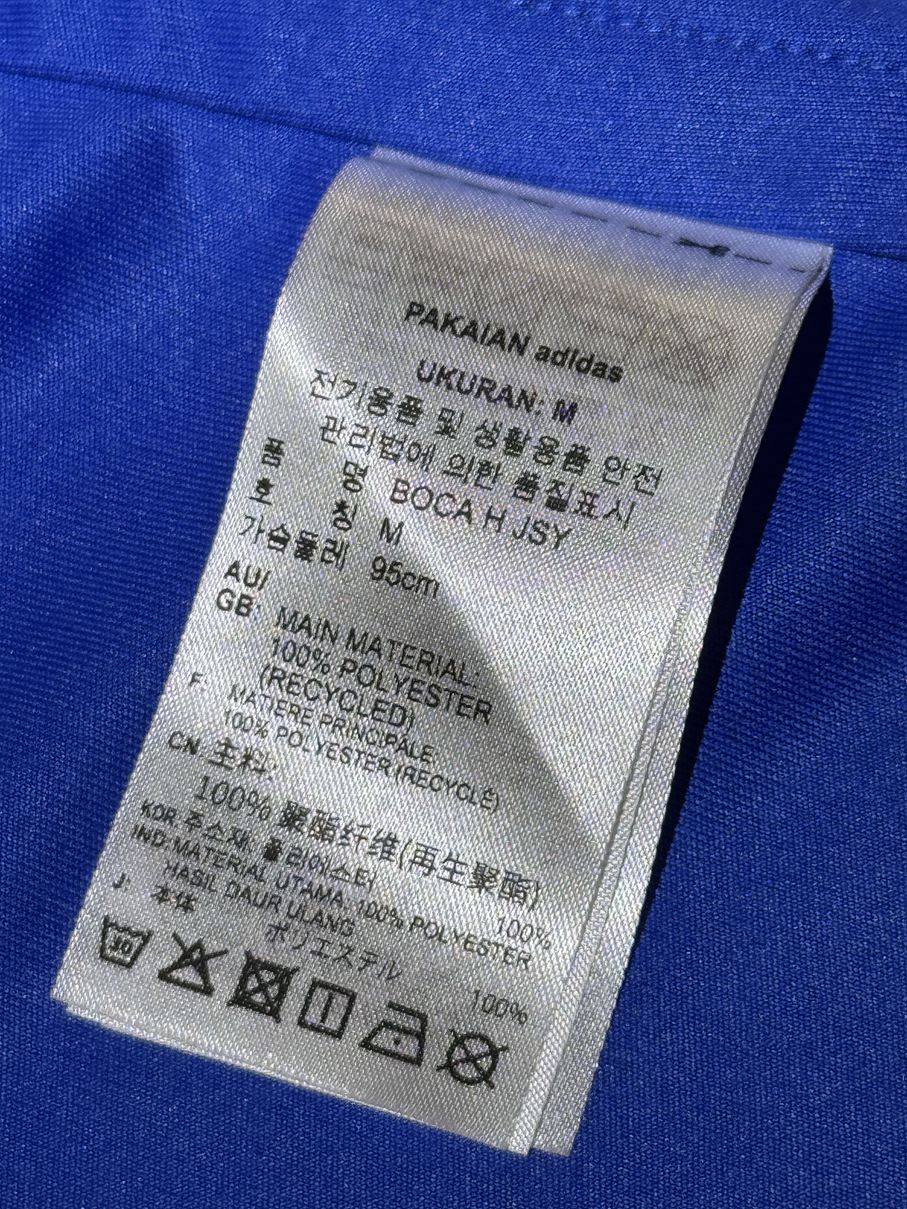 PAKAIAN adidas
UKURAN: M
전기용품 및 생활용품 안전
관리법에 의한 품질표시
품 명 BOCA H JSY
호 칭 M
가슴둘레 95cm
AU/
GB: MAIN MATERIAL:
100% POLYESTER
(RECYCLED)
F: MATIERE PRINCIPALE:
100% POLYESTER (RECYCLÉ)
CN 主料:
100% 聚酯纤维(再生聚酯)
KOR 주소재: 폴리에스터 100%
IND: MATERIAL UTAMA: 100% POLYESTER
HASIL DAUR ULANG
J: 本体
ポリエステル 100%
30